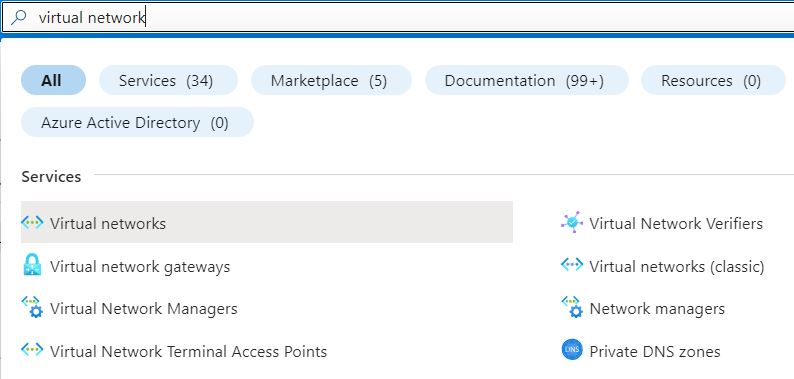 virtual network
All Services (34) Marketplace (5) Documentation (99+) Resources (0)
Azure Active Directory (0)
Services
Virtual networks Virtual Network Verifiers
Virtual network gateways Virtual networks (classic)
Virtual Network Managers Network managers
Virtual Network Terminal Access Points DNS Private DNS zones